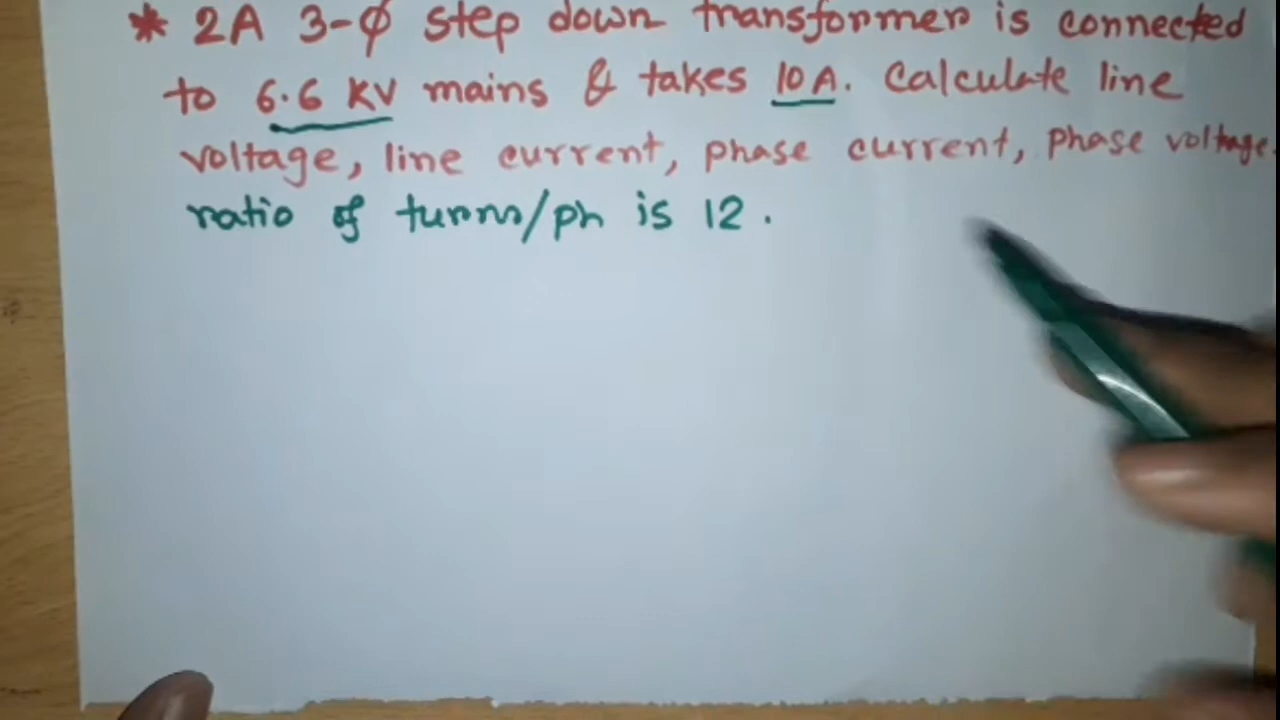 * 2A 3-φ step down transformer is connected
to 6.6 KV mains & takes 10 A. Calculate line
voltage, line current, phase current, phase voltage.
ratio of turns/ph is 12.